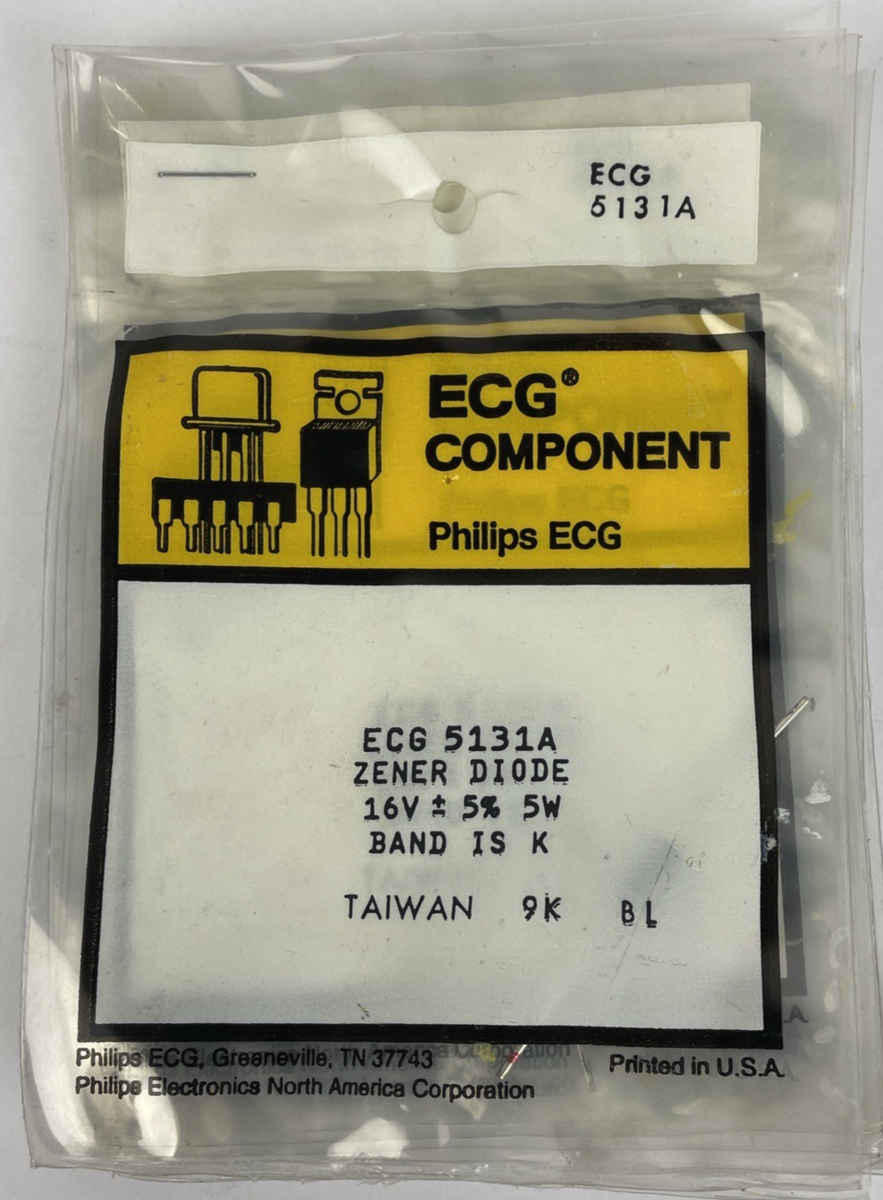 ECG
5131A
ECG®
COMPONENT
Philips ECG
ECG 5131A
ZENER DIODE
16V ± 5% 5W
BAND IS K
TAIWAN 9K BL
Philips ECG, Greeneville, TN 37743
Philips Electronics North America Corporation
Printed in U.S.A.